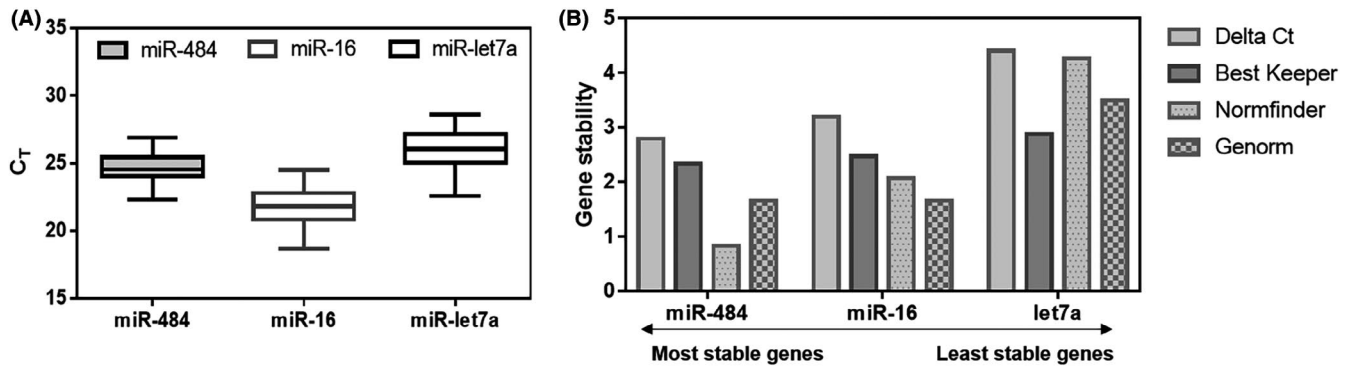 (A)
35
30
25
20
15
C_T
miR-484 miR-16 miR-let7a
miR-484 miR-16 miR-let7a
(B)
5
4
3
2
1
0
Gene stability
miR-484 miR-16 let7a
Most stable genes Least stable genes
Delta Ct
Best Keeper
Normfinder
Genorm